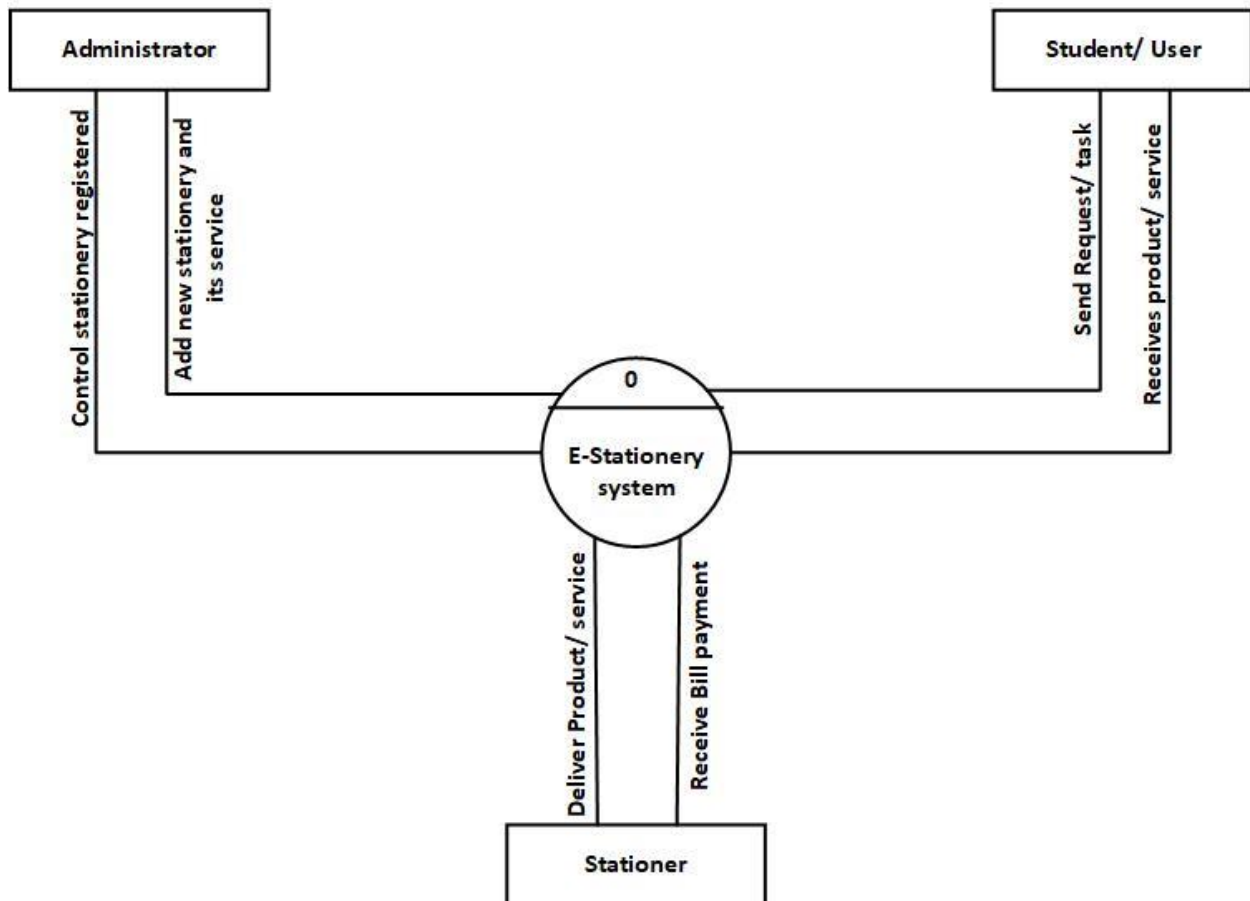 Administrator
Student/ User
Control stationery registered
Add new stationery and
its service
Send Request/ task
Receives product/ service
0
E-Stationery
system
Deliver Product/ service
Receive Bill payment
Stationer